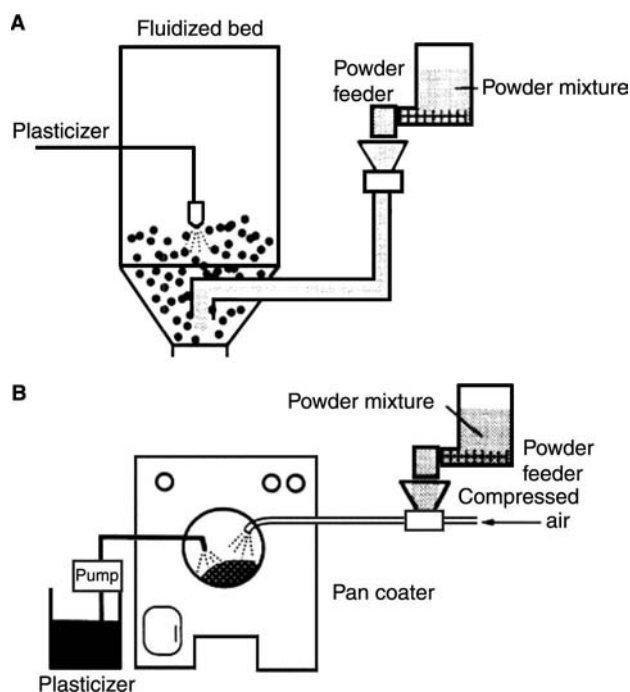 A
Fluidized bed
Powder
feeder
Powder mixture
Plasticizer
B
Powder mixture
Powder
feeder
Compressed
air
Pump
Pan coater
Plasticizer